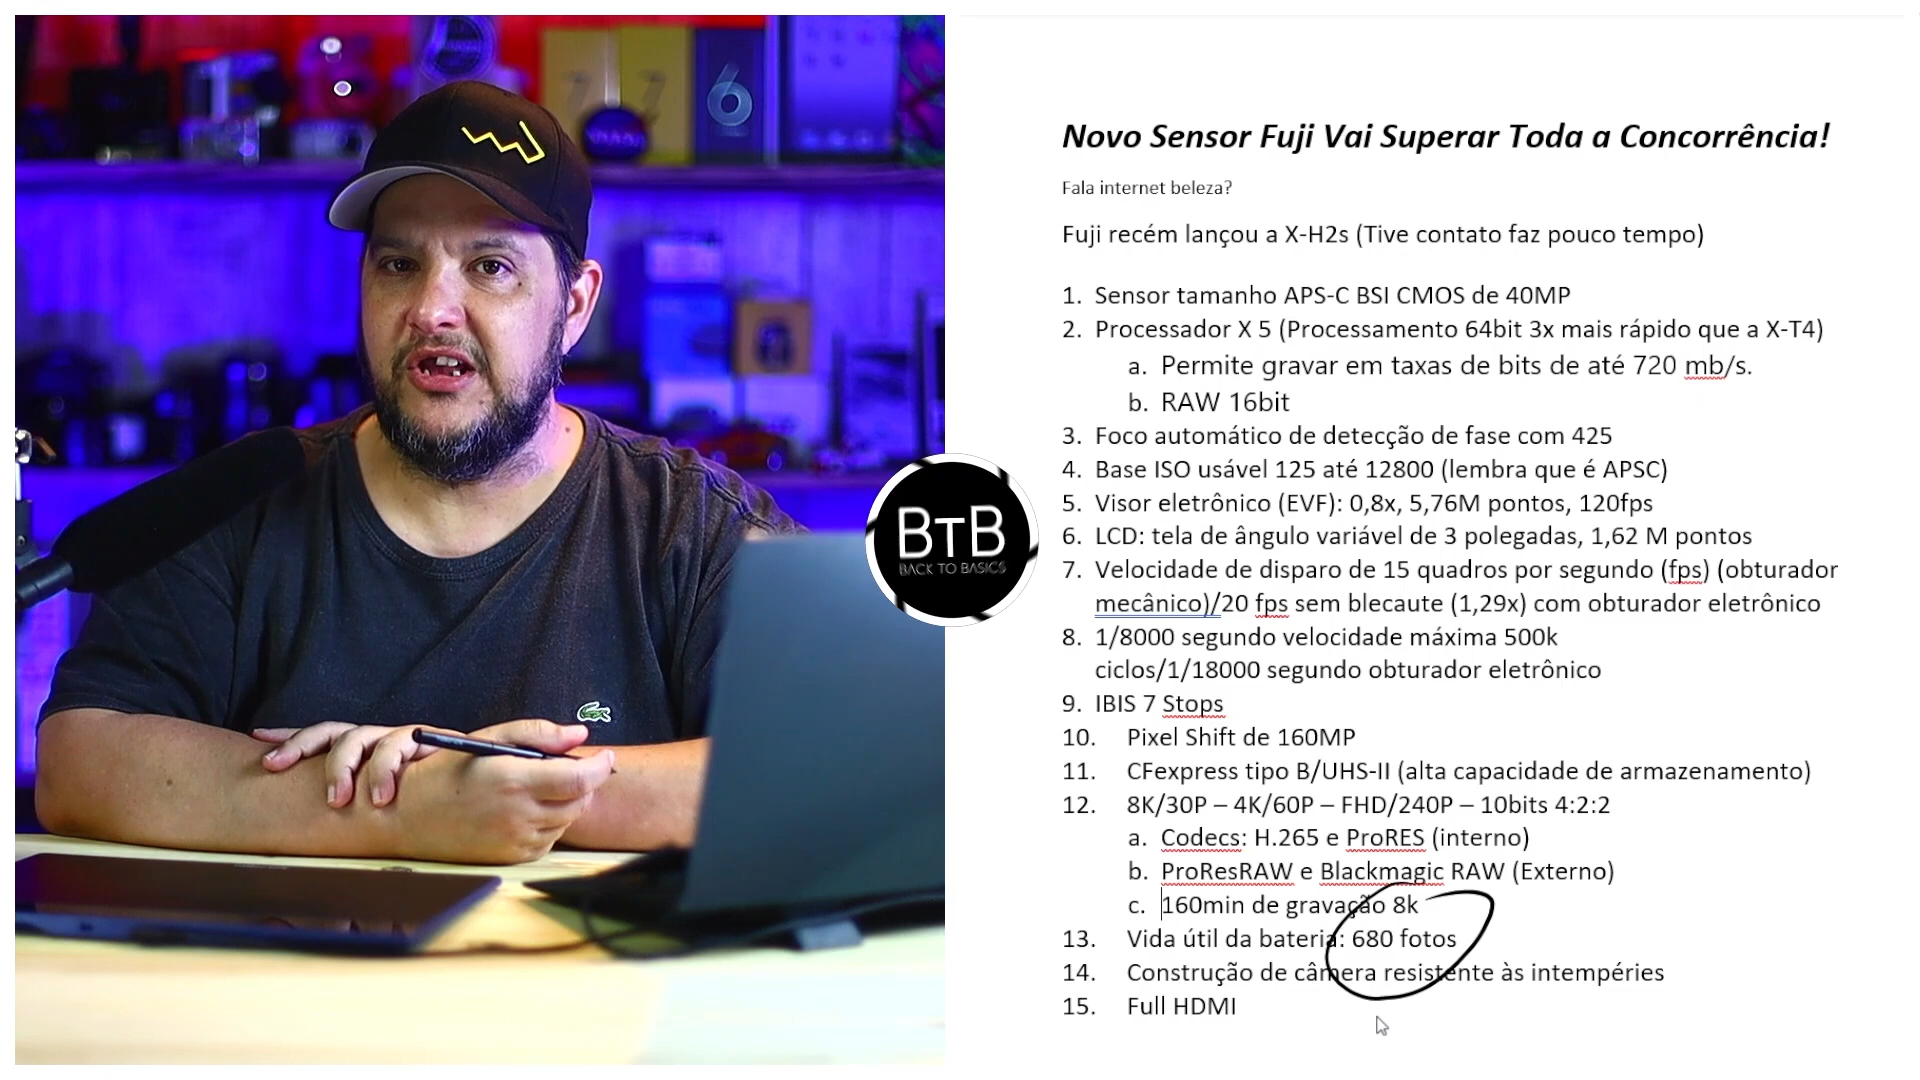 Novo Sensor Fuji Vai Superar Toda a Concorrência!
Fala internet beleza?
Fuji recém lançou a X-H2s (Tive contato faz pouco tempo)
1. Sensor tamanho APS-C BSI CMOS de 40MP
2. Processador X 5 (Processamento 64bit 3x mais rápido que a X-T4)
a. Permite gravar em taxas de bits de até 720 mb/s.
b. RAW 16bit
3. Foco automático de detecção de fase com 425
4. Base ISO usável 125 até 12800 (lembra que é APSC)
5. Visor eletrônico (EVF): 0,8x, 5,76M pontos, 120fps
6. LCD: tela de ângulo variável de 3 polegadas, 1,62 M pontos
7. Velocidade de disparo de 15 quadros por segundo (fps) (obturador
mecânico)/20 fps sem blecaute (1,29x) com obturador eletrônico
8. 1/8000 segundo velocidade máxima 500k
ciclos/1/18000 segundo obturador eletrônico
9. IBIS 7 Stops
10. Pixel Shift de 160MP
11. CFexpress tipo B/UHS-II (alta capacidade de armazenamento)
12. 8K/30P – 4K/60P – FHD/240P – 10bits 4:2:2
a. Codecs: H.265 e ProRES (interno)
b. ProResRAW e Blackmagic RAW (Externo)
c. 160min de gravação 8k
13. Vida útil da bateria: 680 fotos
14. Construção de câmera resistente às intempéries
15. Full HDMI
BTB
BACK TO BASICS
7
7
6